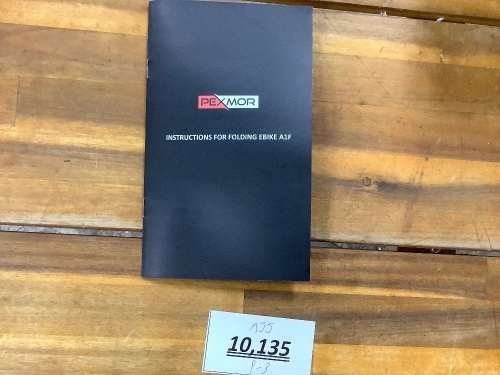 PEXMOR
INSTRUCTIONS FOR FOLDING EBIKE A1F
10,135